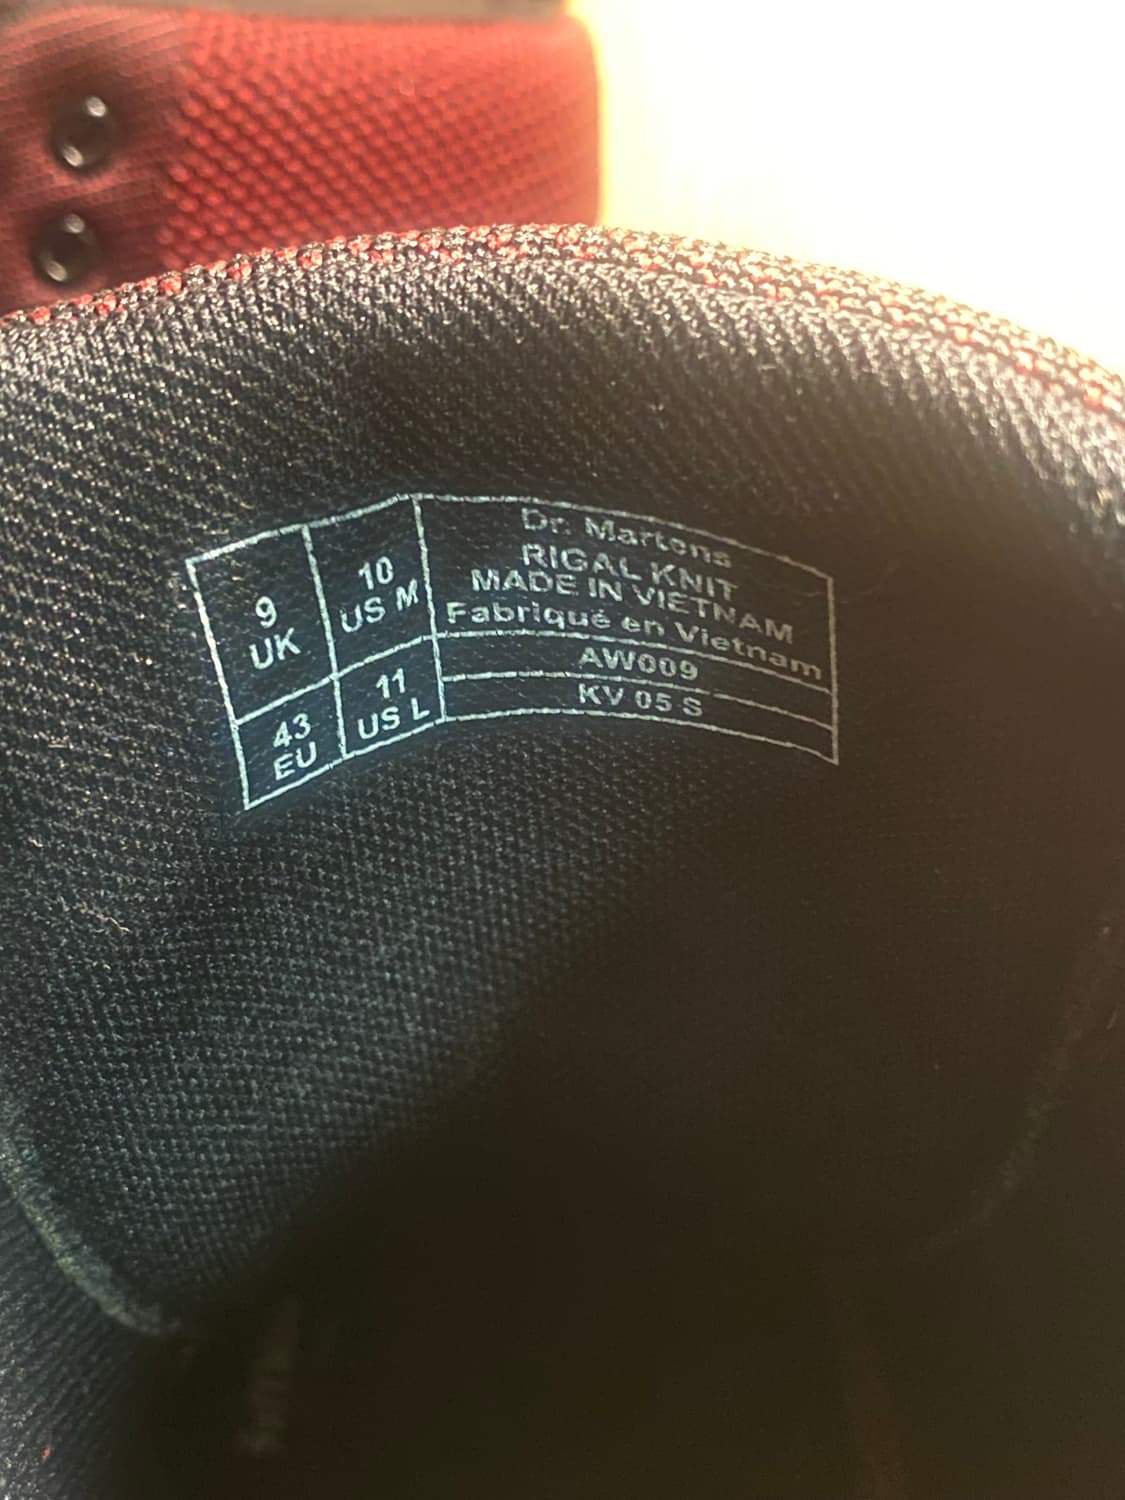 9
UK
10
US M
43
EU
11
US L
Dr. Martens
RIGAL KNIT
MADE IN VIETNAM
Fabriqué en Vietnam
AW009
KV 05 S